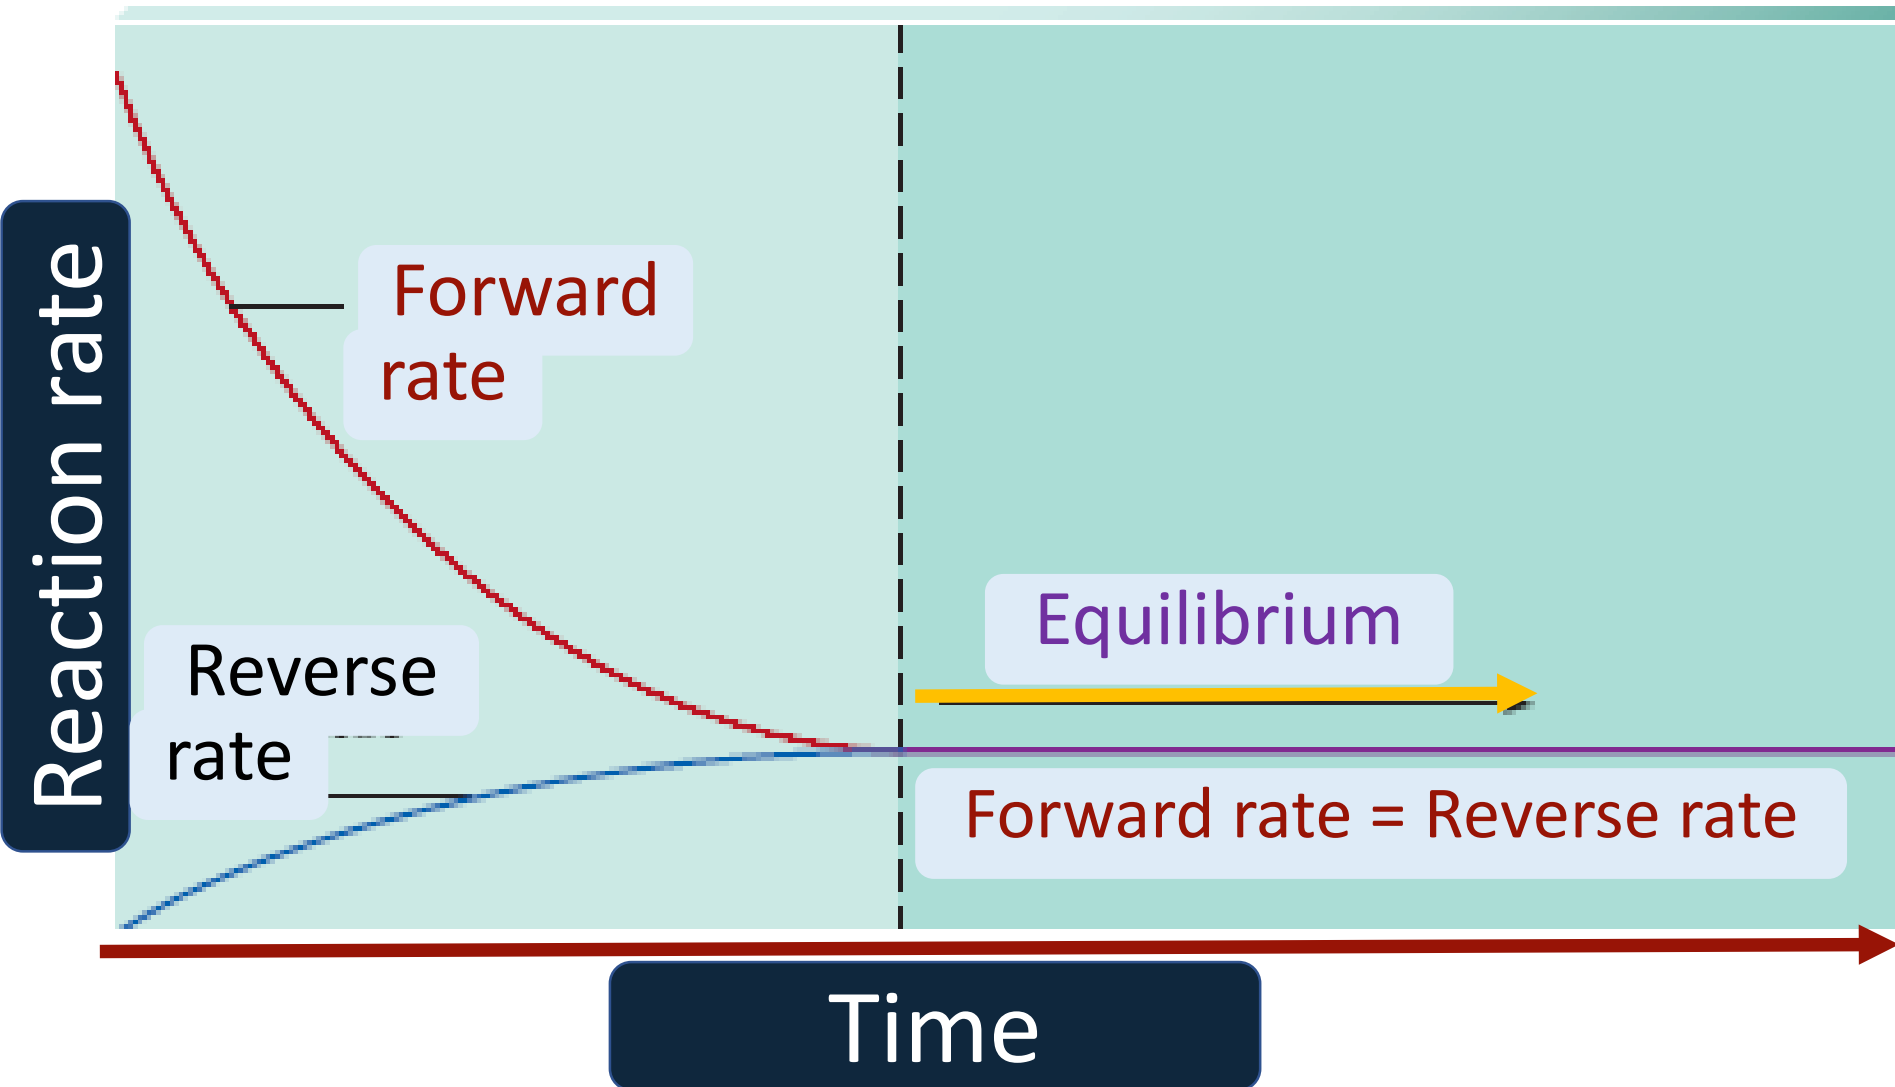 Reaction rate
Forward
rate
Reverse
rate
Equilibrium
Forward rate = Reverse rate
Time